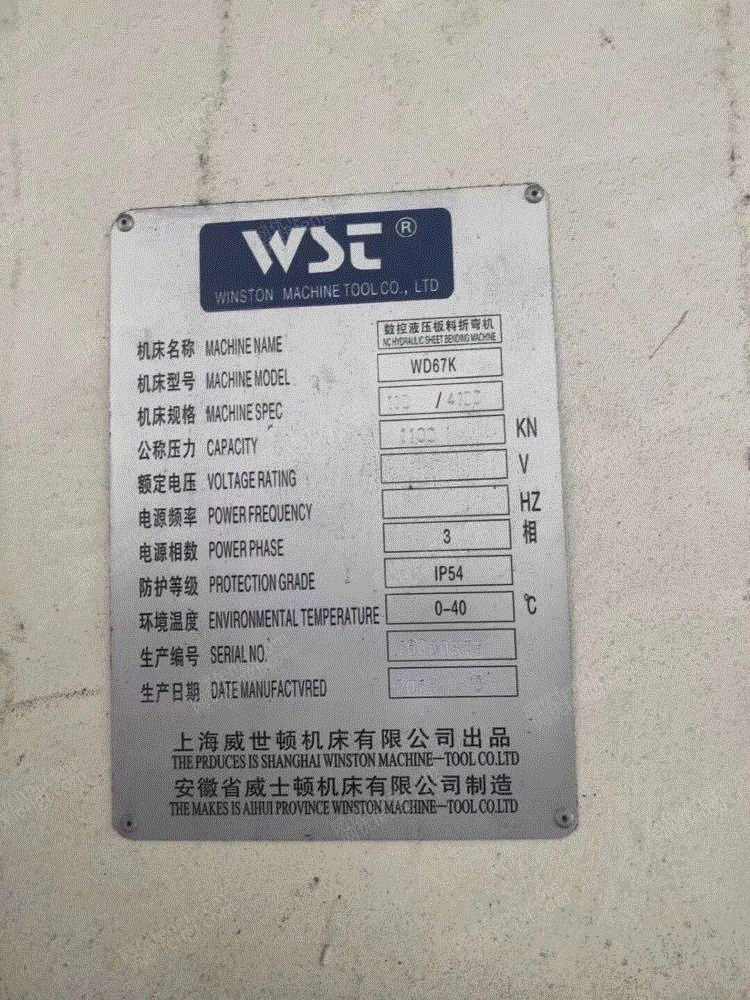 WST ®
WINSTON MACHINE TOOL CO., LTD
机床名称 MACHINE NAME 数控液压板料折弯机
NC HYDRAULIC SHEET BENDING MACHINE
机床型号 MACHINE MODEL WD67K
机床规格 MACHINE SPEC 110 / 4100
公称压力 CAPACITY 1100 KN
额定电压 VOLTAGE RATING V
电源频率 POWER FREQUENCY HZ
电源相数 POWER PHASE 3 相
防护等级 PROTECTION GRADE IP54
环境温度 ENVIRONMENTAL TEMPERATURE 0-40 ℃
生产编号 SERIAL NO.
生产日期 DATE MANUFACTVRED
上海威世顿机床有限公司出品
THE PRDUCES IS SHANGHAI WINSTON MACHINE—TOOL CO.LTD
安徽省威士顿机床有限公司制造
THE MAKES IS AIHUI PROVINCE WINSTON MACHINE—TOOL CO.LTD